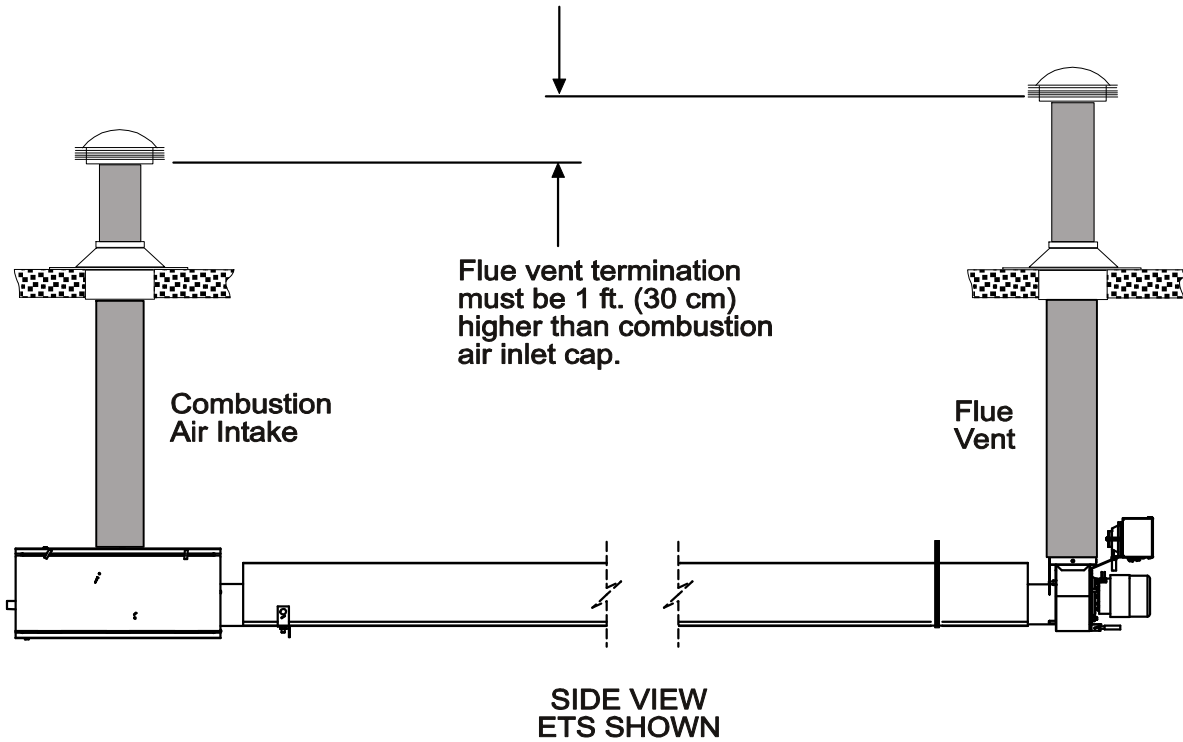 Flue vent termination
must be 1 ft. (30 cm)
higher than combustion
air inlet cap.
Combustion
Air Intake
Flue
Vent
SIDE VIEW
ETS SHOWN